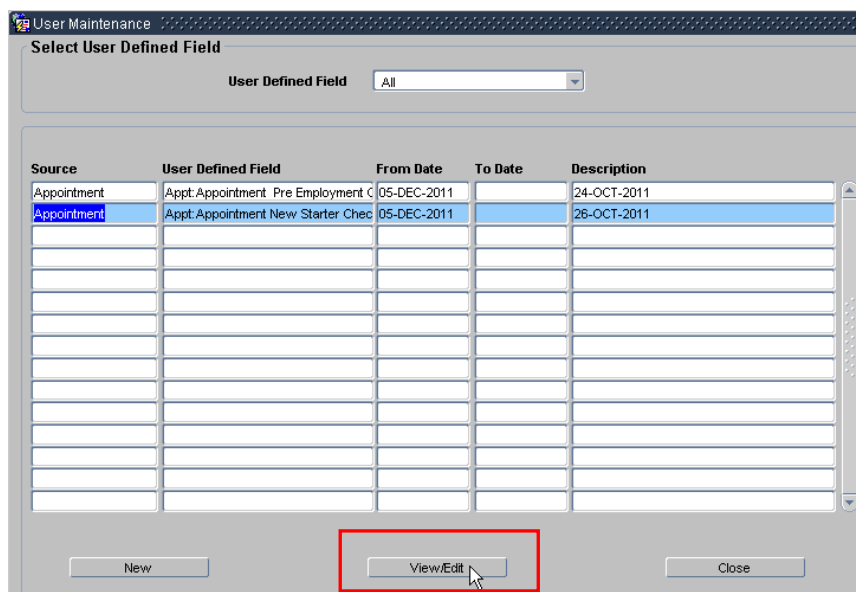 User Maintenance
Select User Defined Field
User Defined Field All
Source User Defined Field From Date To Date Description
Appointment Appt:Appointment Pre Employment C 05-DEC-2011 24-OCT-2011
Appointment Appt:Appointment New Starter Chec 05-DEC-2011 26-OCT-2011
New View/Edit Close